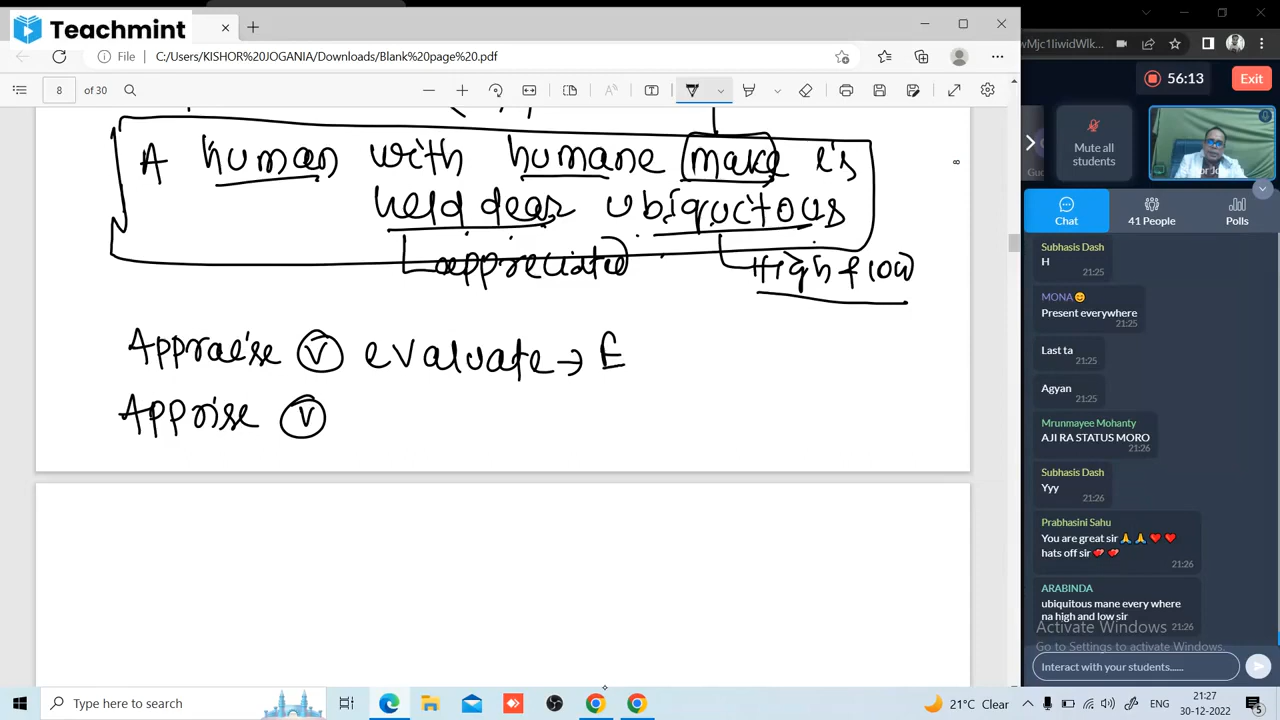 Teachmint
File C:/Users/KISHOR%20JOGANIA/Downloads/Blank%20page%20.pdf
wMjc1IiwidWlk...
8 of 30
56:13 Exit
A human with humane make is
held dear ubiquitous
appreciated
High & low
Appraise V evaluate → E
Apprise V
Mute all
students
or Jo
Chat
41 People
Polls
Subhasis Dash
H
21:25
MONA😊
Present everywhere
21:25
Last ta
21:25
Agyan
21:25
Mrunmayee Mohanty
AJI RA STATUS MORO
21:26
Subhasis Dash
Yyy
21:26
Prabhasini Sahu
You are great sir🙏🙏❤️❤️
hats off sir💕💕
21:26
ARABINDA
ubiquitous mane every where
na high and low sir
21:26
Activate Windows
Go to Settings to activate Windows.
Interact with your students......
Type here to search
21°C Clear
ENG
21:27
30-12-2022
5